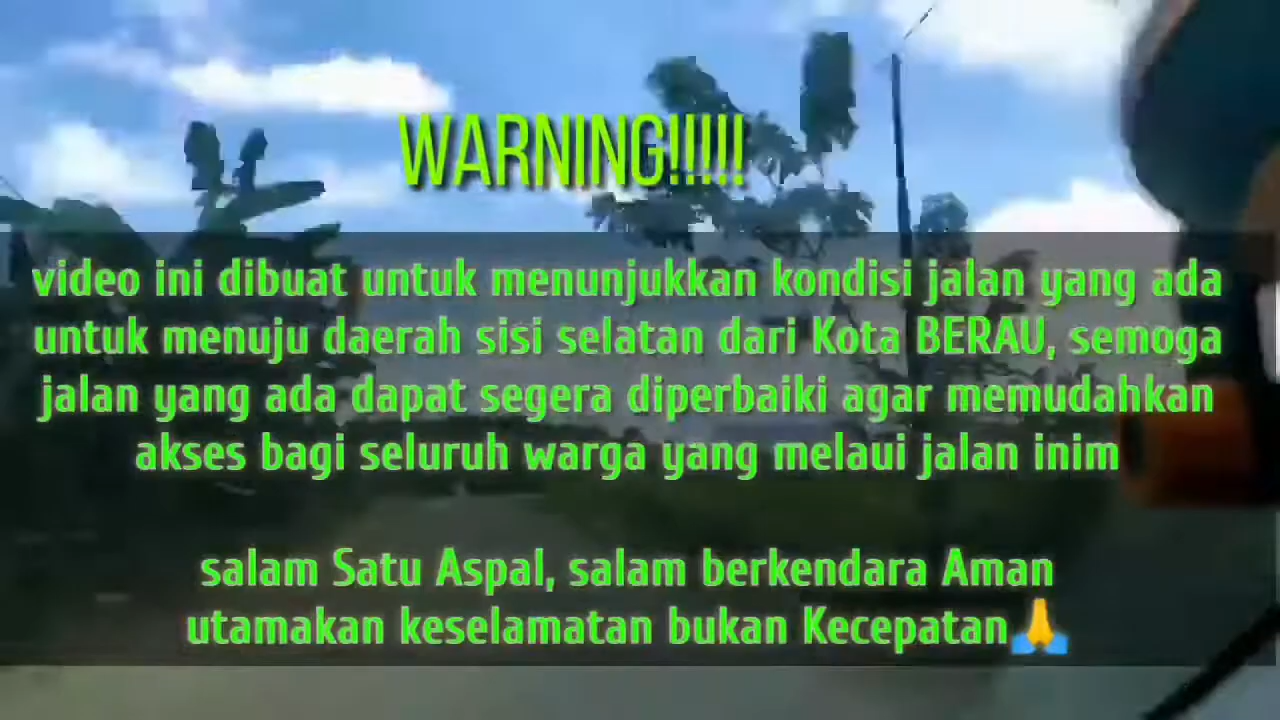 WARNING!!!!!
video ini dibuat untuk menunjukkan kondisi jalan yang ada
untuk menuju daerah sisi selatan dari Kota BERAU, semoga
jalan yang ada dapat segera diperbaiki agar memudahkan
akses bagi seluruh warga yang melaui jalan inim
salam Satu Aspal, salam berkendara Aman
utamakan keselamatan bukan Kecepatan🙏